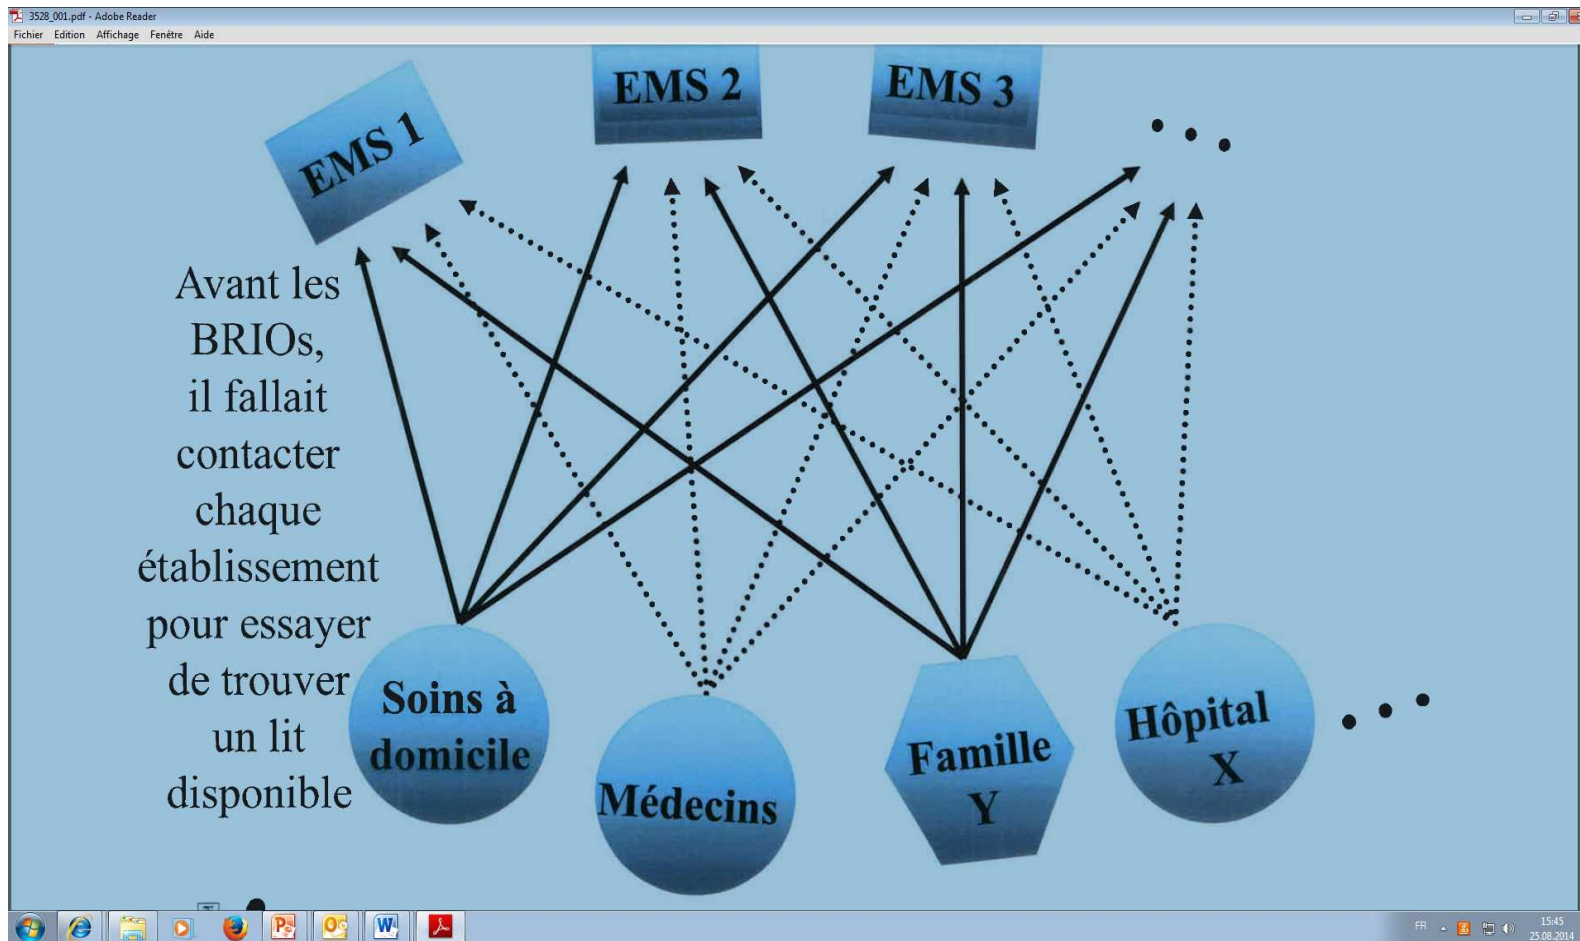 3528_001.pdf - Adobe Reader
Fichier Edition Affichage Fenêtre Aide
EMS 1
EMS 2
EMS 3
Avant les
BRIOs,
il fallait
contacter
chaque
établissement
pour essayer
de trouver
un lit
disponible
Soins à
domicile
Médecins
Famille
Y
Hôpital
X
FR
15:45
25.08.2014